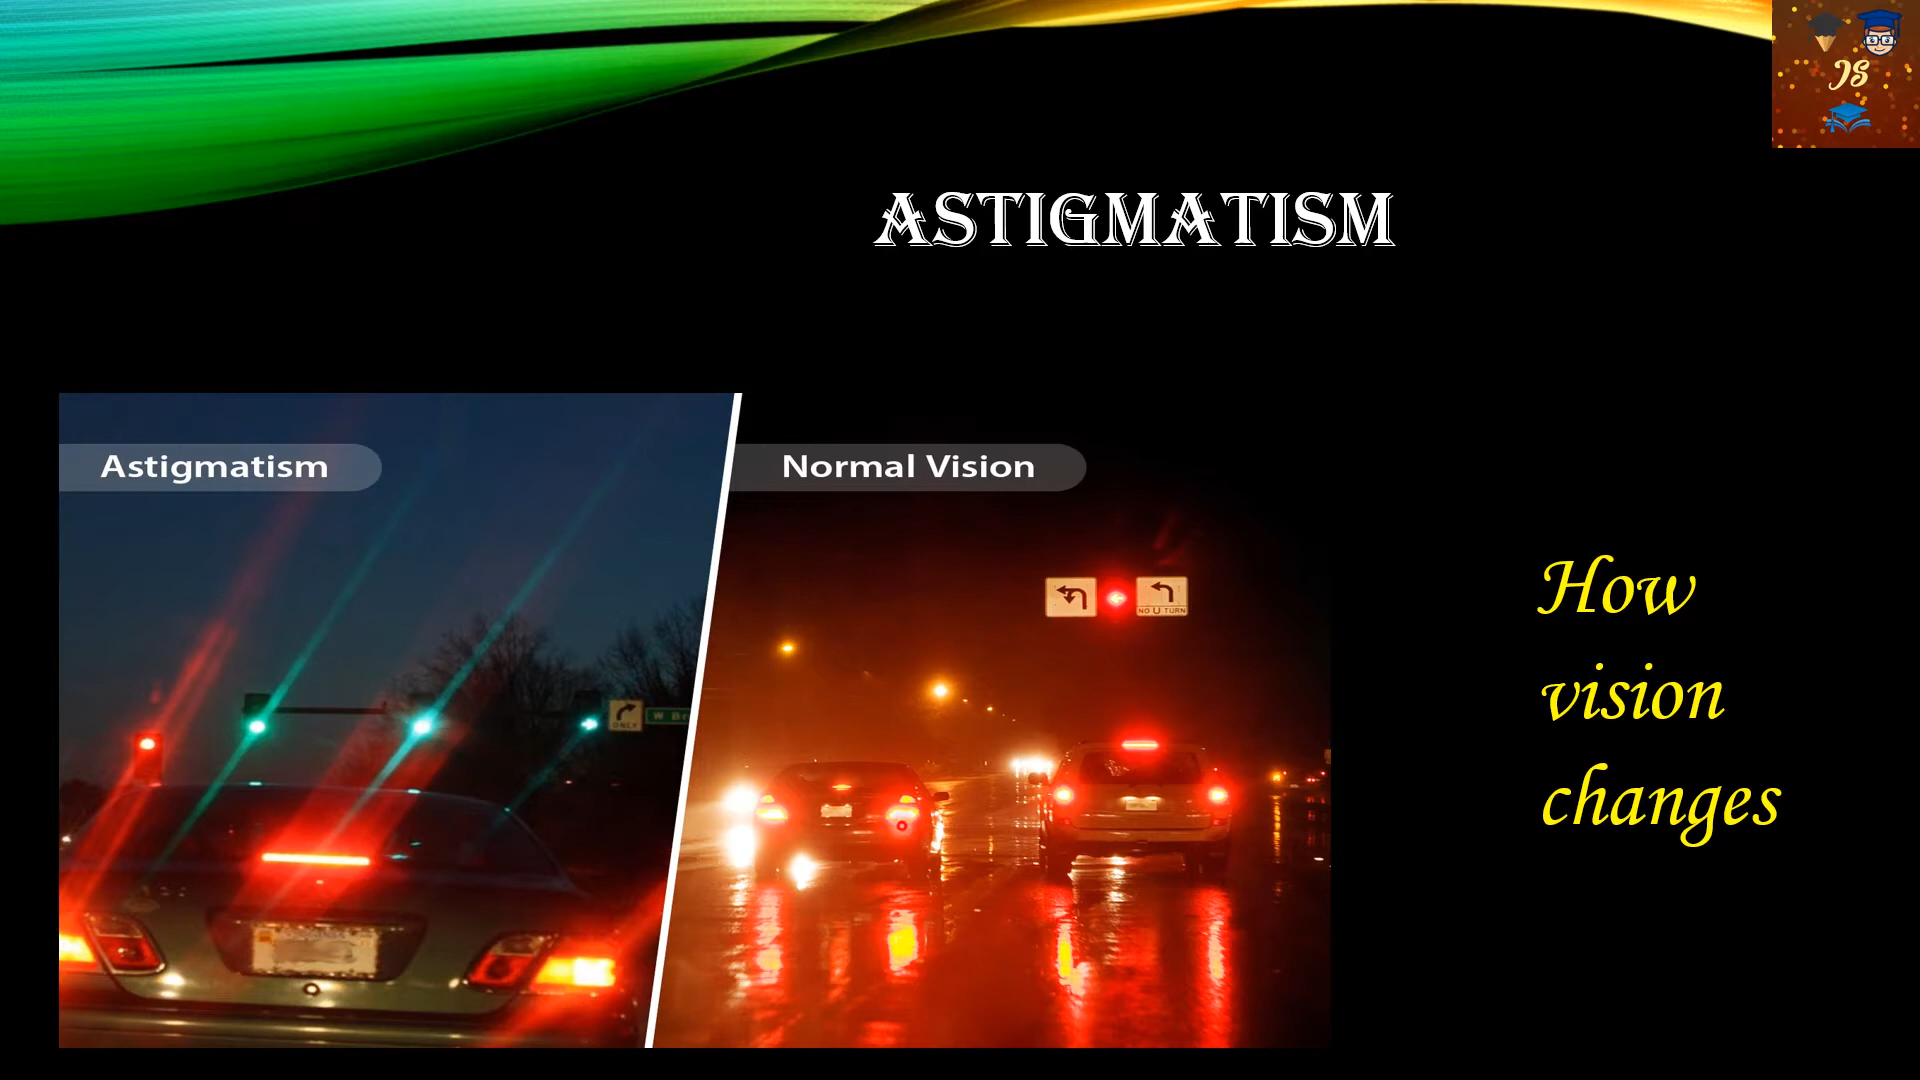 JS
ASTIGMATISM
Astigmatism
Normal Vision
NO U TURN
ONLY
How
vision
changes